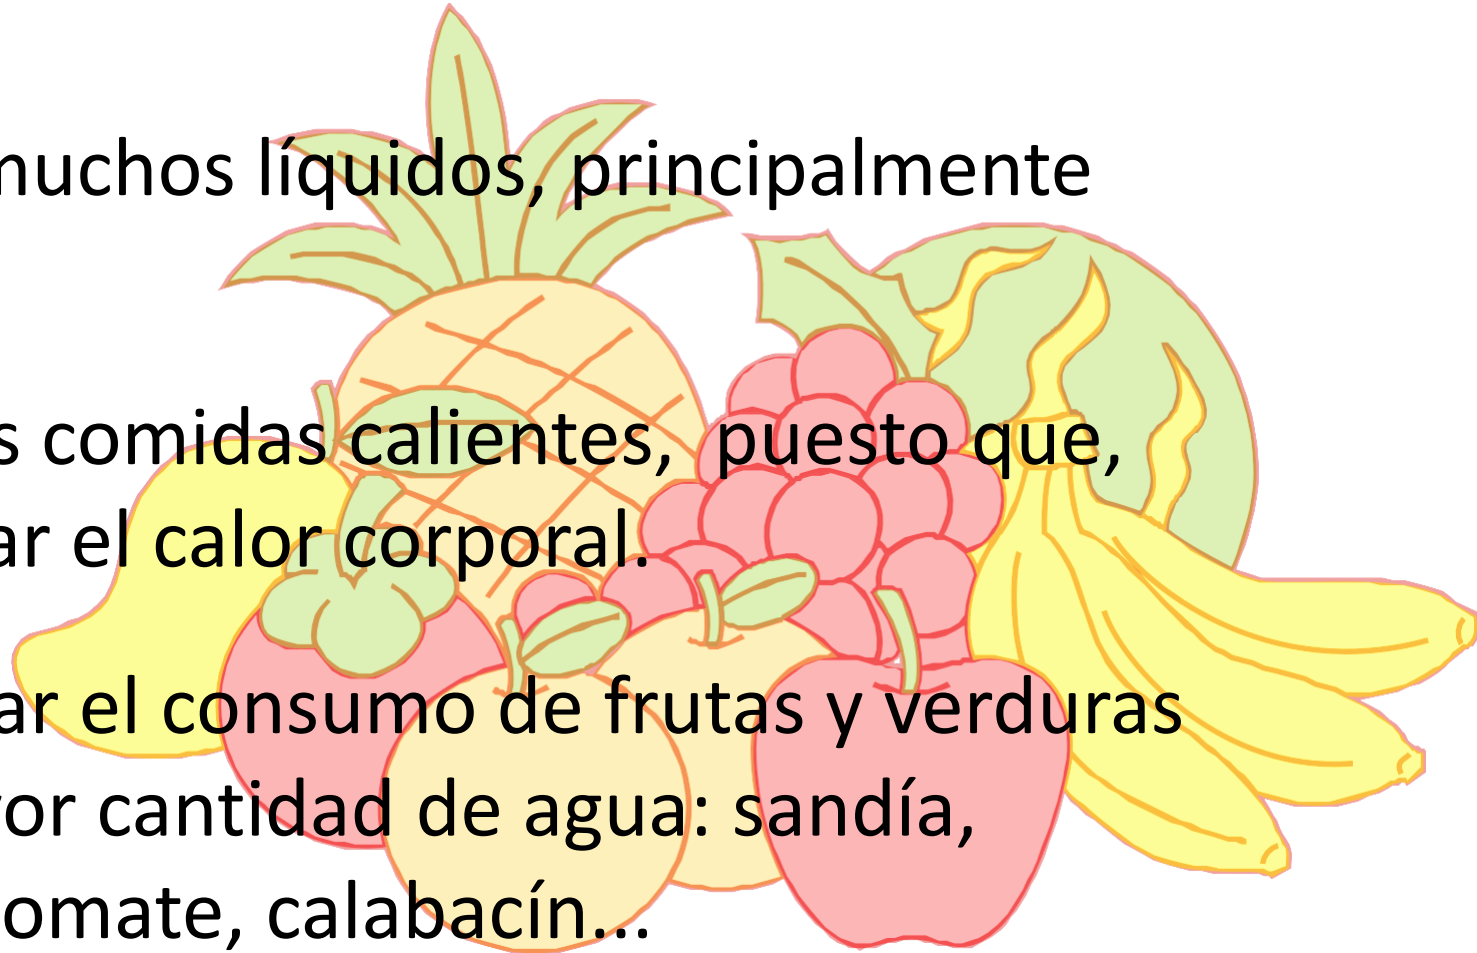 muchos líquidos, principalmente
s comidas calientes, puesto que,
ar el calor corporal.
ar el consumo de frutas y verduras
or cantidad de agua: sandía,
omate, calabacín...